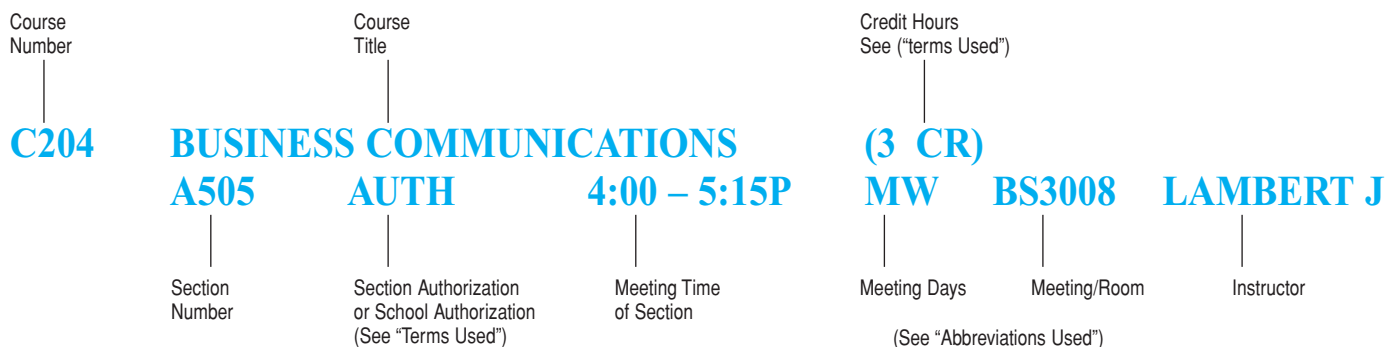 Course Number
Course Title
Credit Hours See (“terms Used”)
C204 BUSINESS COMMUNICATIONS (3 CR)
A505 AUTH 4:00 – 5:15P MW BS3008 LAMBERT J
Section Number
Section Authorization or School Authorization (See “Terms Used”)
Meeting Time of Section
Meeting Days
Meeting/Room
Instructor
(See “Abbreviations Used”)